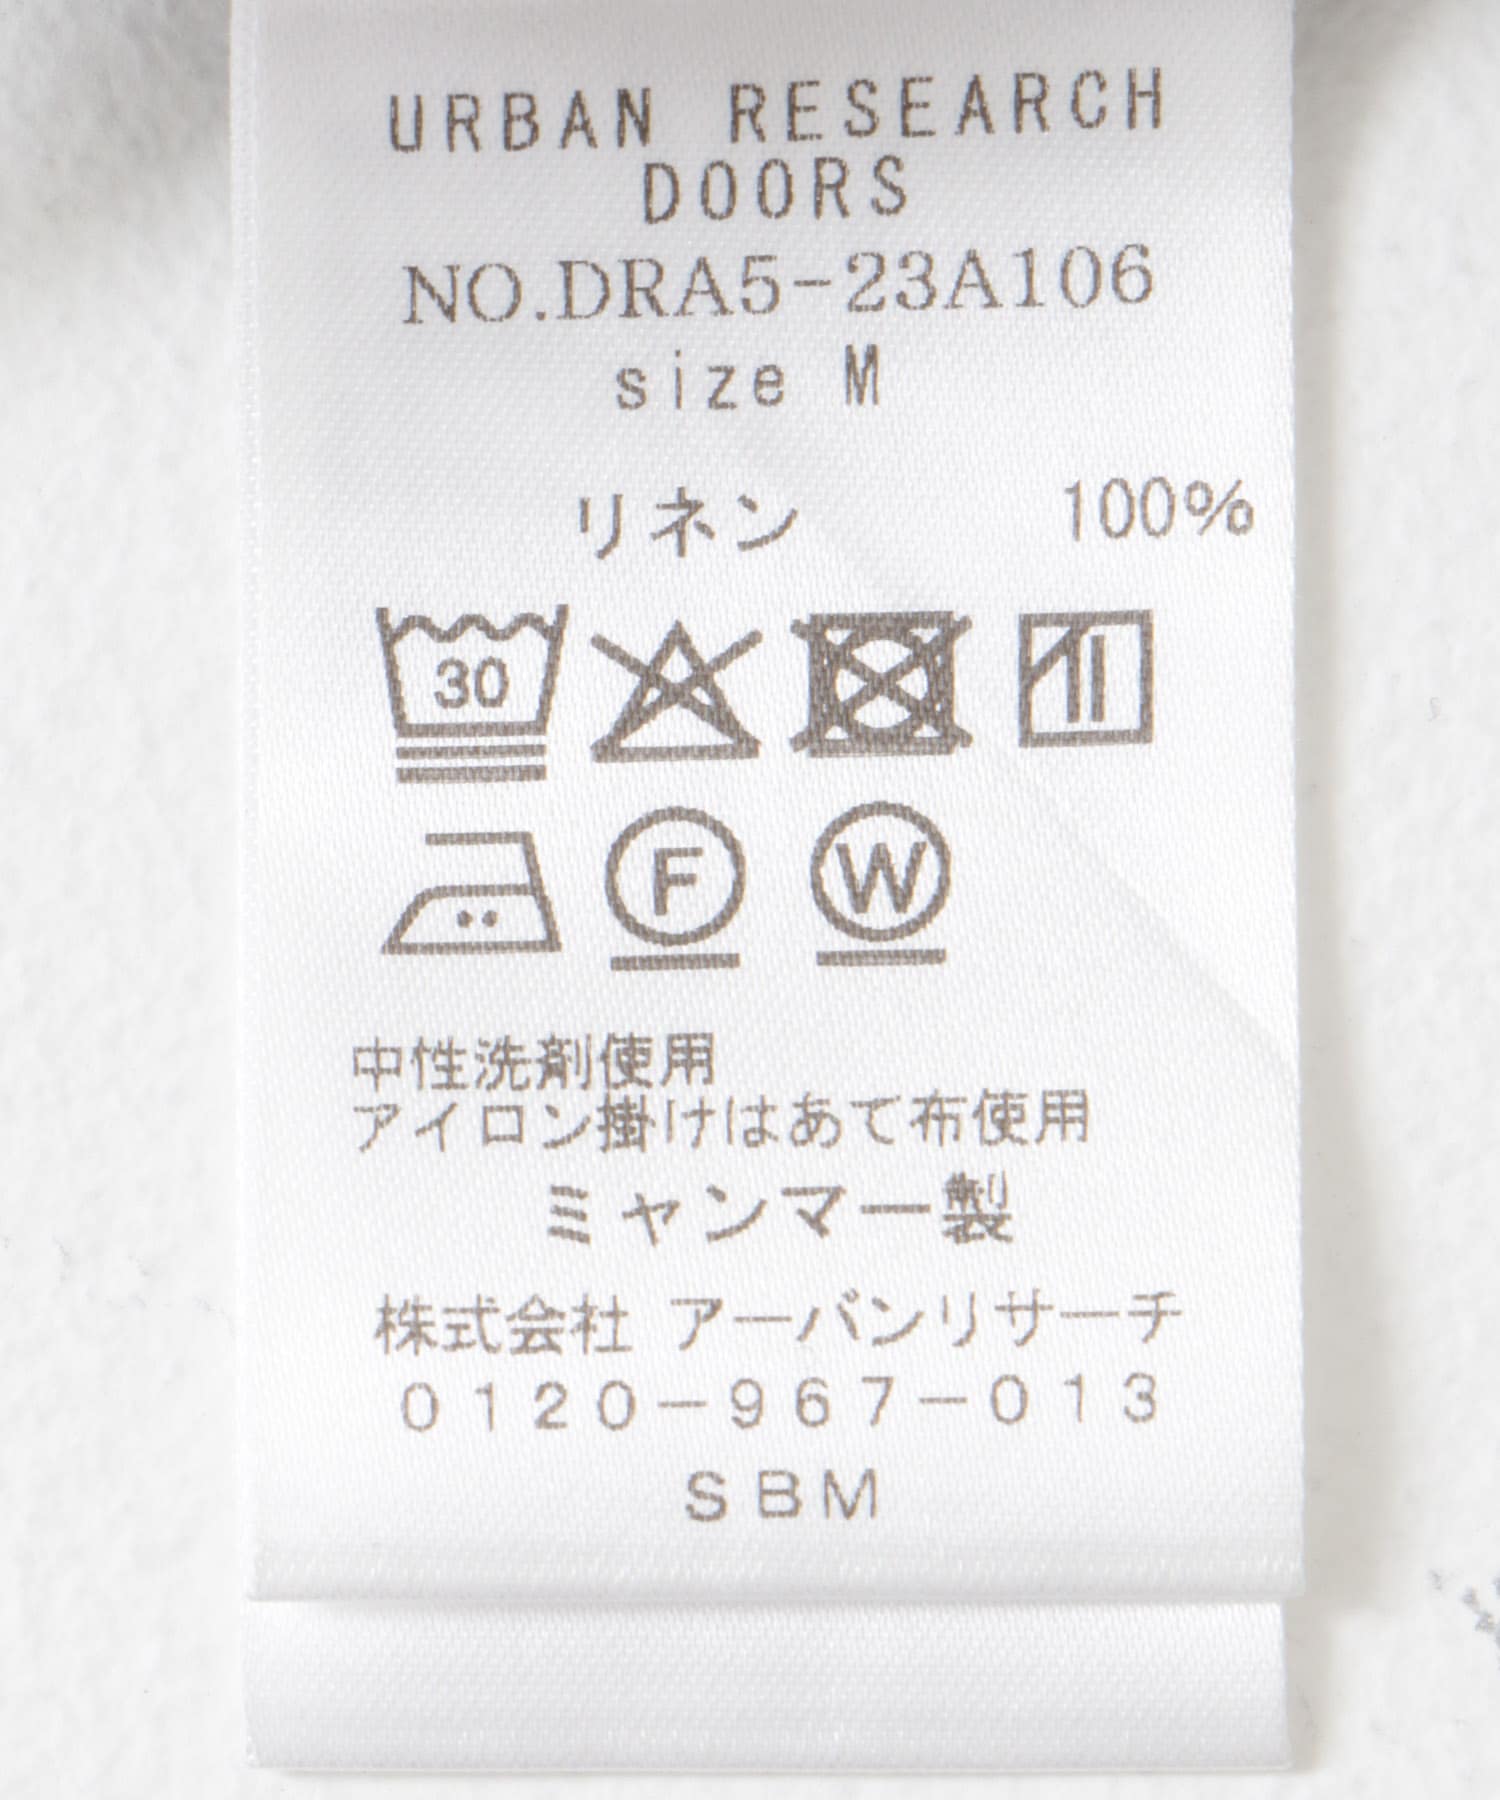 URBAN RESEARCH
DOORS
NO.DRA5-23A106
size M
リネン 100%
30
F W
中性洗剤使用
アイロン掛けはあて布使用
ミャンマー製
株式会社 アーバンリサーチ
0120-967-013
SBM